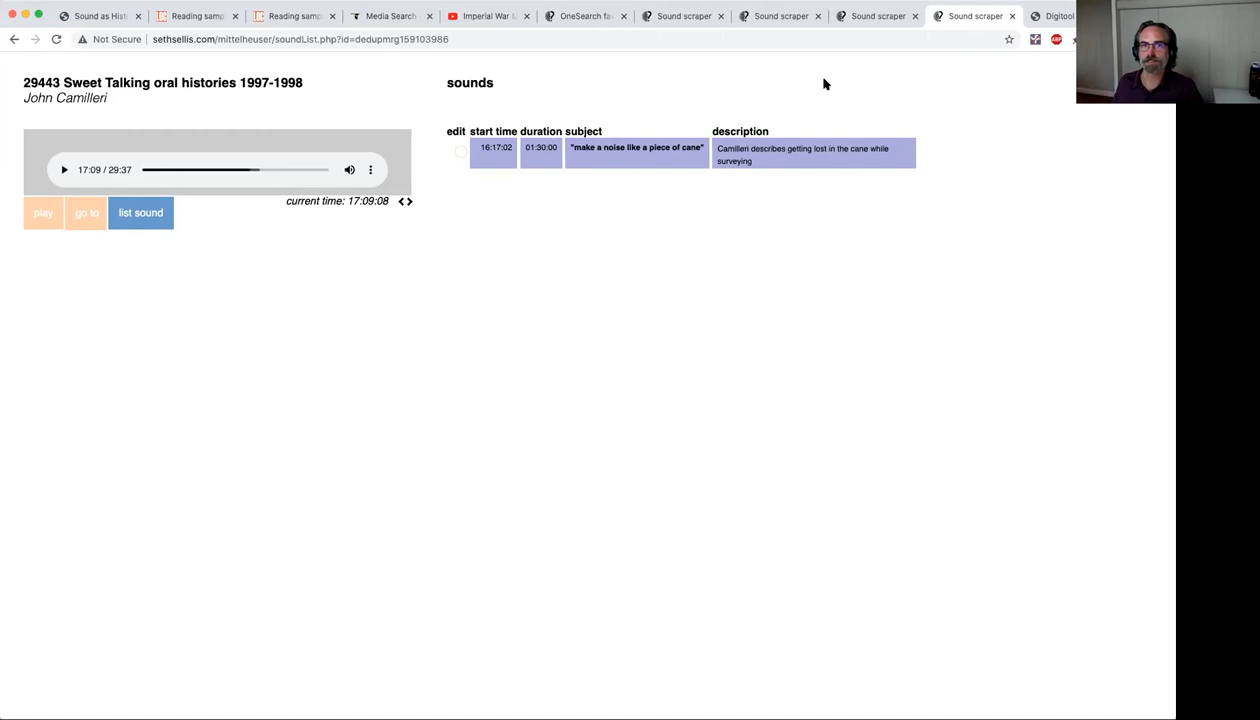 Sound as Hist
Reading samp
Reading samp
Media Search
Imperial War
OneSearch fa
Sound scraper
Sound scraper
Sound scraper
Sound scraper
Digitool
Not Secure
sethsellis.com/mittelheuser/soundList.php?id=dedupmrg159103986
ABP
29443 Sweet Talking oral histories 1997-1998
John Camilleri
17:09 / 29:37
current time: 17:09:08
play
go to
list sound
sounds
edit start time duration subject description
16:17:02 01:30:00 "make a noise like a piece of cane" Camilleri describes getting lost in the cane while
surveying